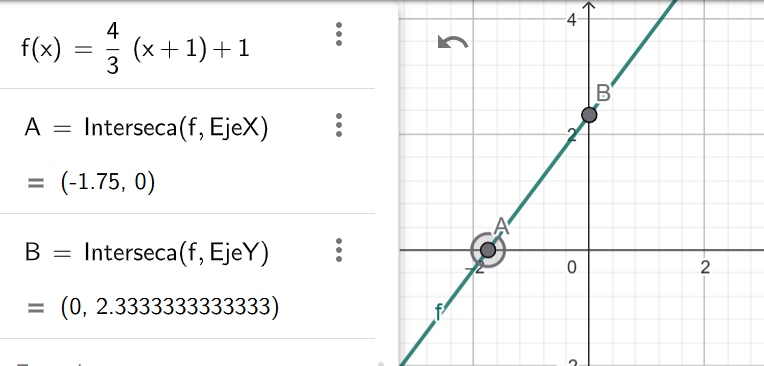 f(x) = 4/3 (x + 1) + 1
A = Interseca(f, EjeX)
= (-1.75, 0)
B = Interseca(f, EjeY)
= (0, 2.3333333333333)
4
B
2
A
-2
0
2
f